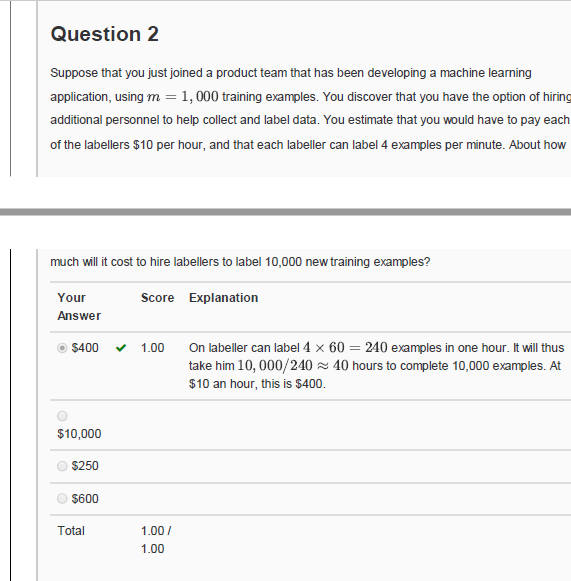 Question 2
Suppose that you just joined a product team that has been developing a machine learning
application, using m = 1, 000 training examples. You discover that you have the option of hiring
additional personnel to help collect and label data. You estimate that you would have to pay each
of the labellers $10 per hour, and that each labeller can label 4 examples per minute. About how
much will it cost to hire labellers to label 10,000 new training examples?
Your Answer Score Explanation
$400 ✔ 1.00 On labeller can label 4 × 60 = 240 examples in one hour. It will thus
take him 10, 000/240 ≈ 40 hours to complete 10,000 examples. At
$10 an hour, this is $400.
$10,000
$250
$600
Total 1.00 /
1.00